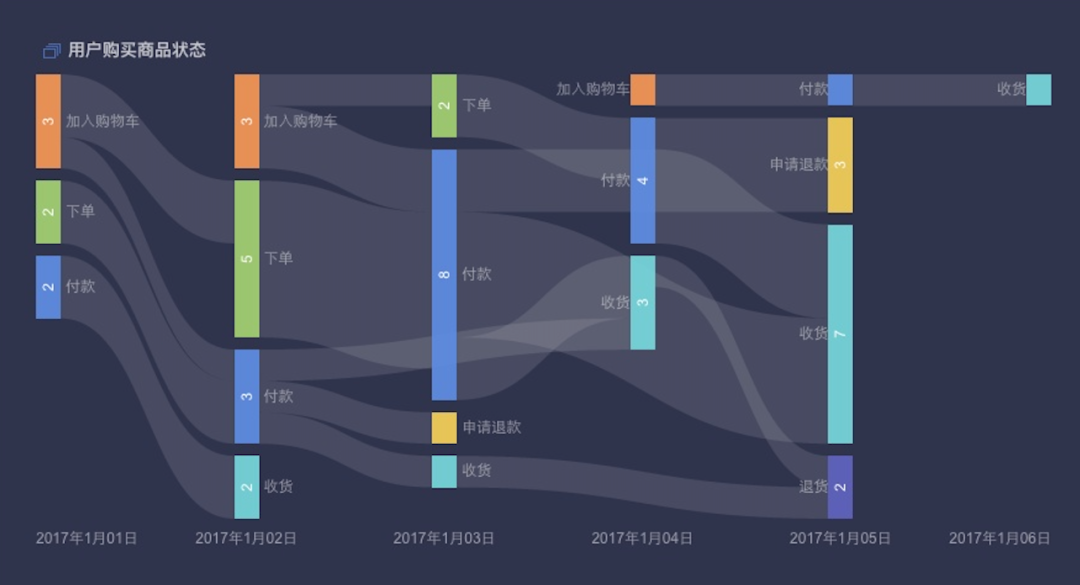 用户购买商品状态
3 加入购物车
2 下单
2 付款
3 加入购物车
5 下单
3 付款
2 收货
2 下单
8 付款
申请退款
收货
加入购物车
付款 4
收货 3
付款
申请退款 3
收货 7
退货 2
收货
2017年1月01日 2017年1月02日 2017年1月03日 2017年1月04日 2017年1月05日 2017年1月06日